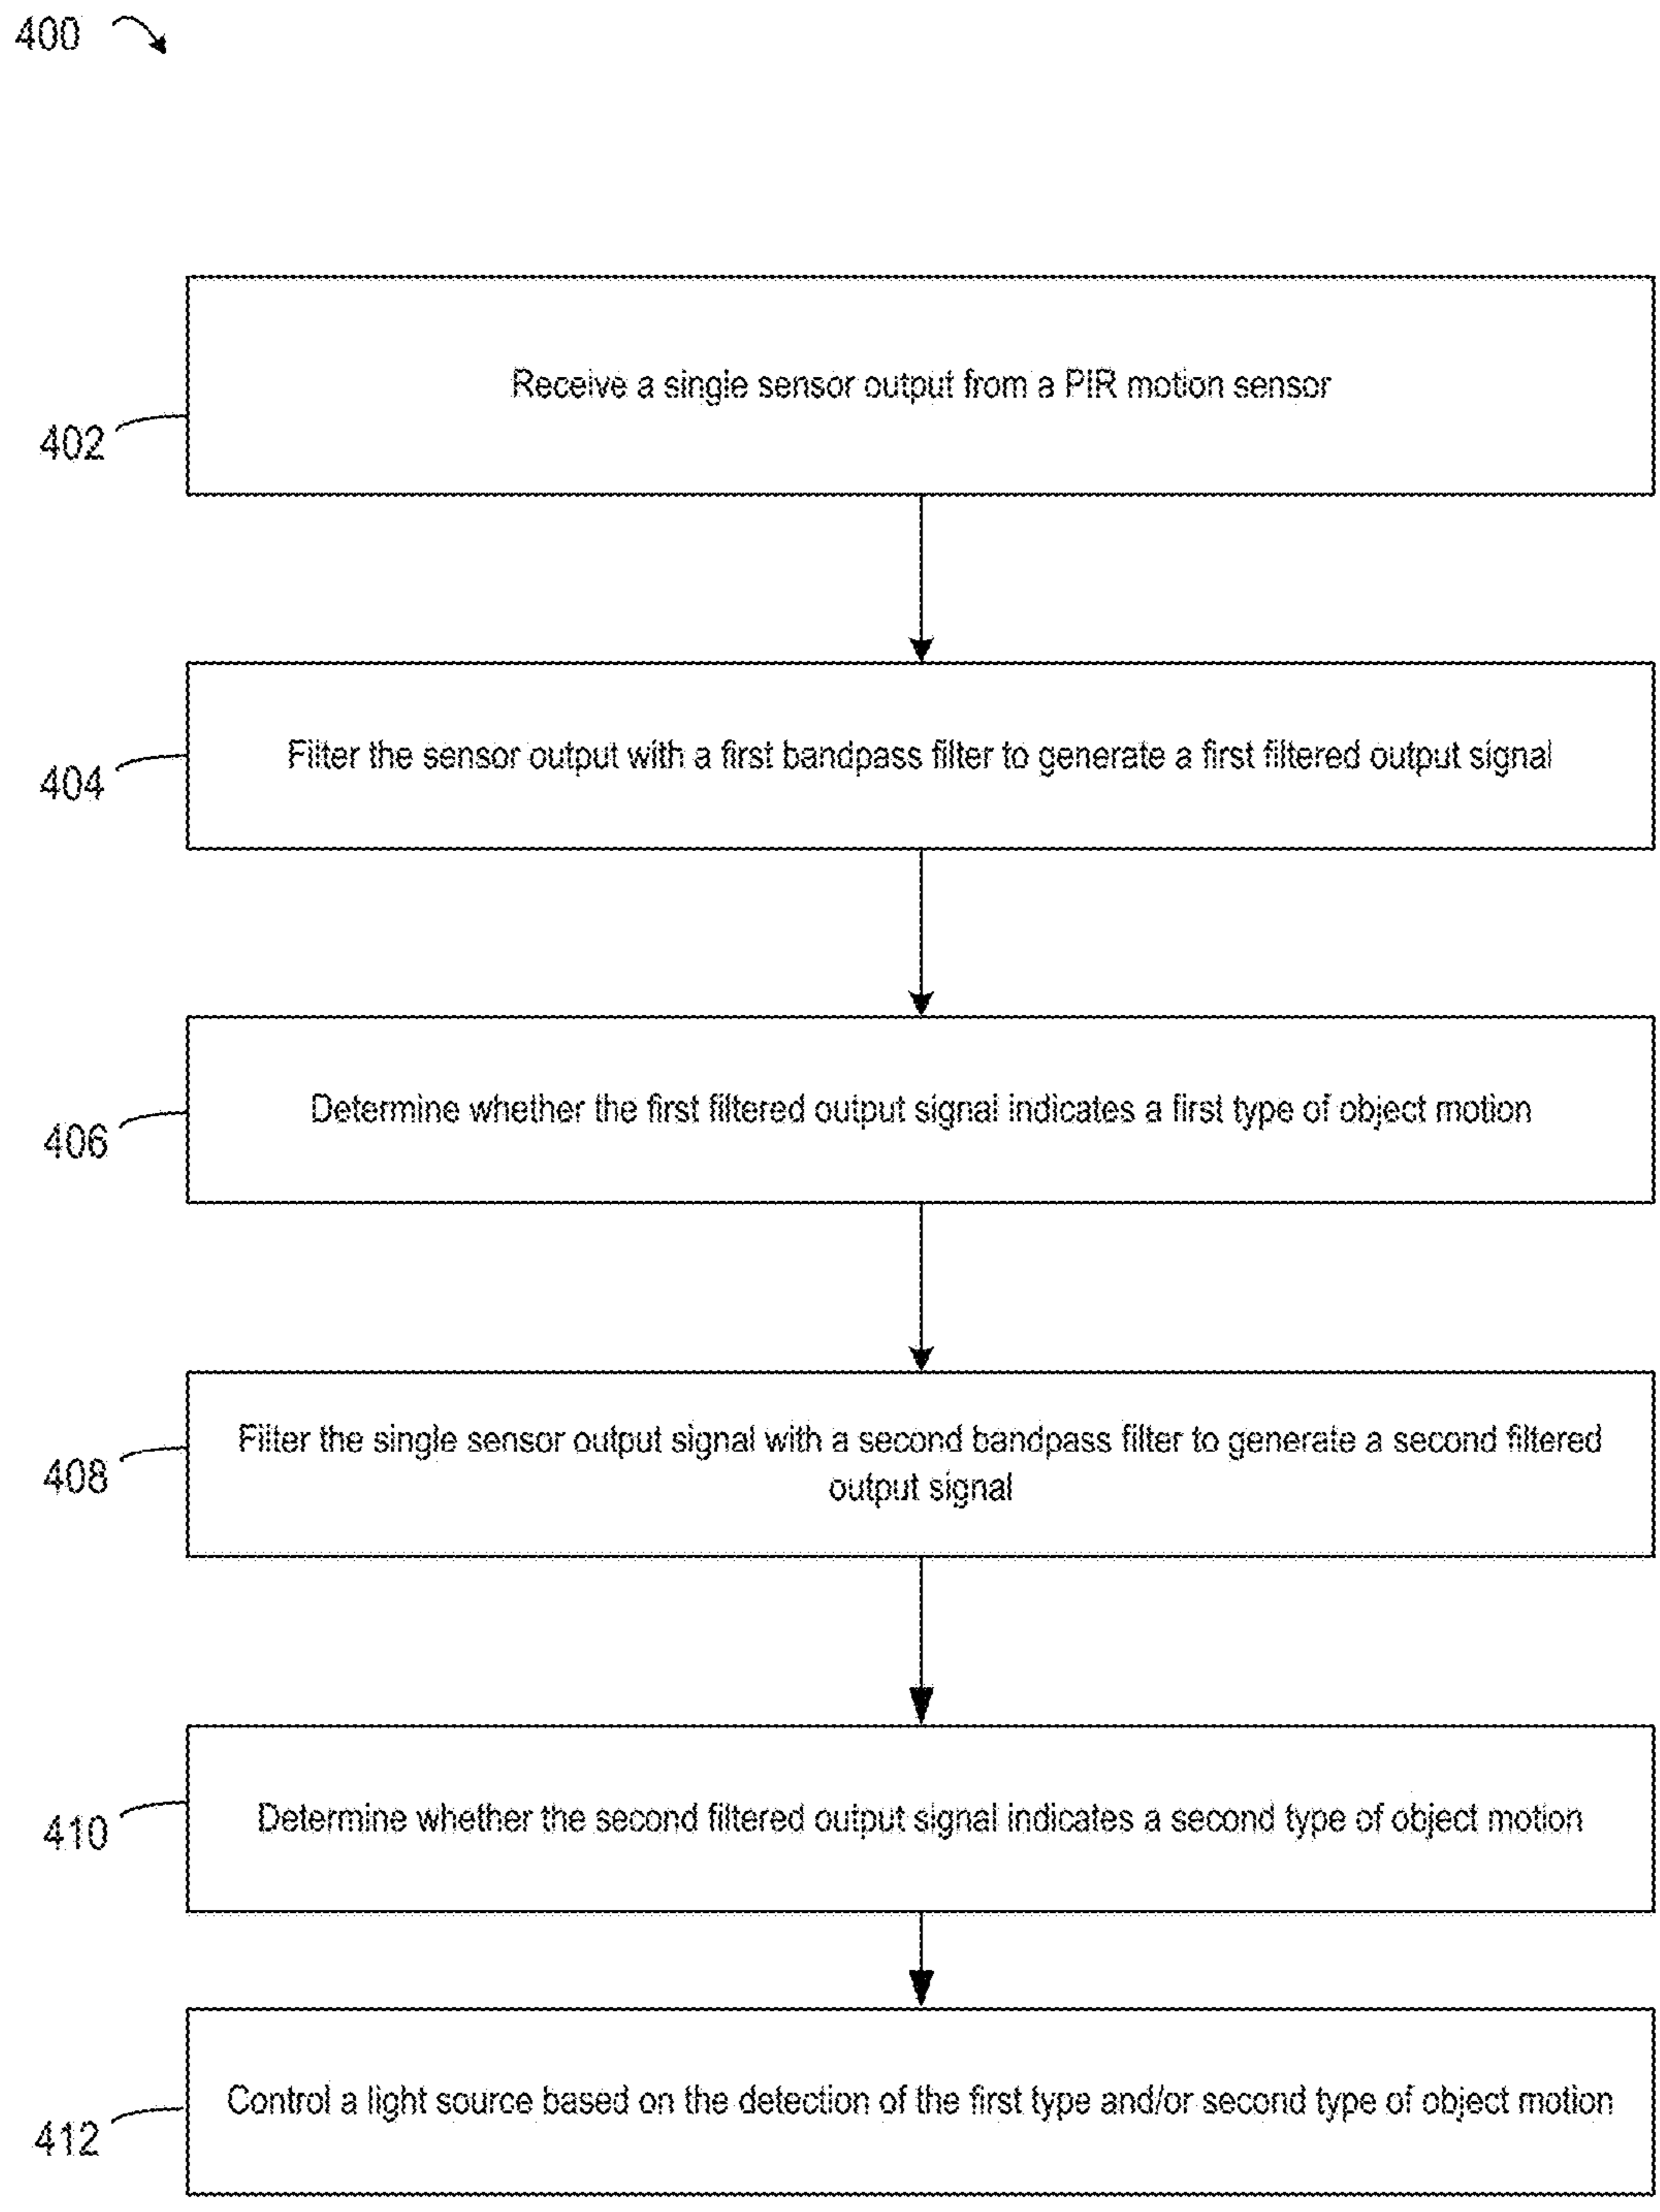 400
Receive a single sensor output from a PIR motion sensor
402
Filter the sensor output with a first bandpass filter to generate a first filtered output signal
404
Determine whether the first filtered output signal indicates a first type of object motion
406
Filter the single sensor output signal with a second bandpass filter to generate a second filtered
output signal
408
Determine whether the second filtered output signal indicates a second type of object motion
410
Control a light source based on the detection of the first type and/or second type of object motion
412